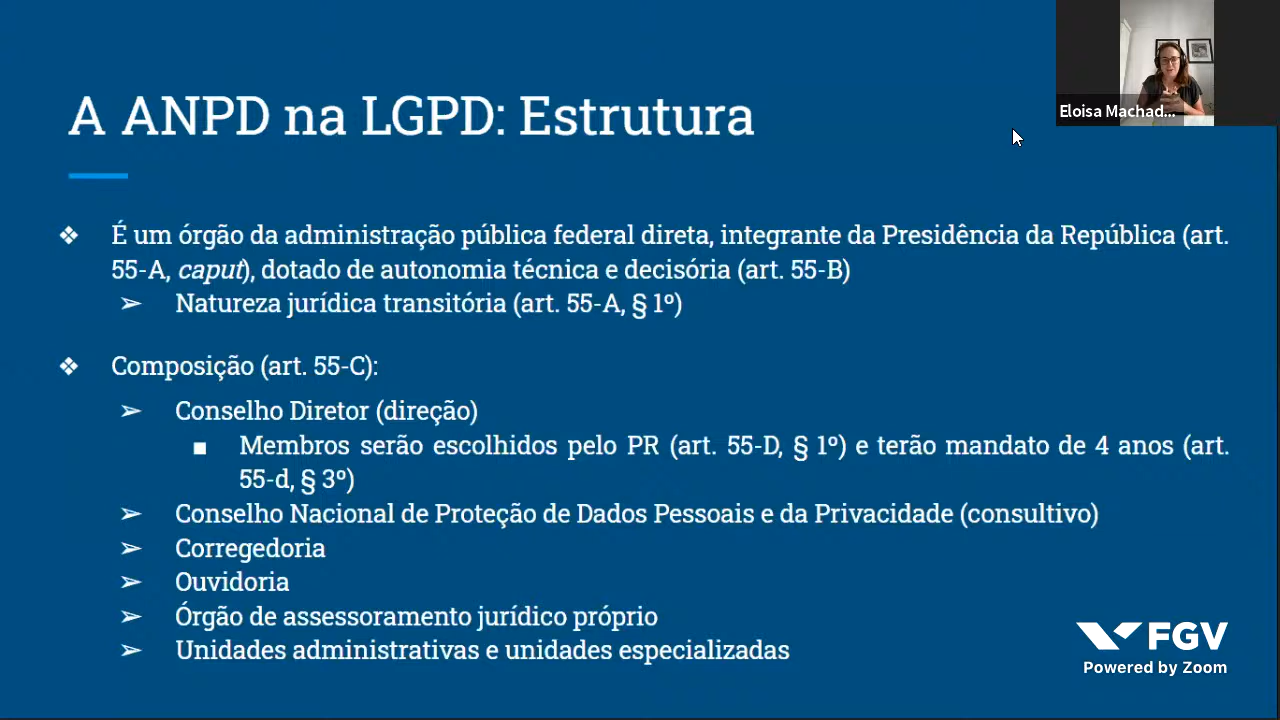 A ANPD na LGPD: Estrutura
Eloisa Machad...
❖ É um órgão da administração pública federal direta, integrante da Presidência da República (art.
55-A, caput), dotado de autonomia técnica e decisória (art. 55-B)
➢ Natureza jurídica transitória (art. 55-A, § 1º)
❖ Composição (art. 55-C):
➢ Conselho Diretor (direção)
■ Membros serão escolhidos pelo PR (art. 55-D, § 1º) e terão mandato de 4 anos (art.
55-d, § 3º)
➢ Conselho Nacional de Proteção de Dados Pessoais e da Privacidade (consultivo)
➢ Corregedoria
➢ Ouvidoria
➢ Órgão de assessoramento jurídico próprio
➢ Unidades administrativas e unidades especializadas
FGV
Powered by Zoom